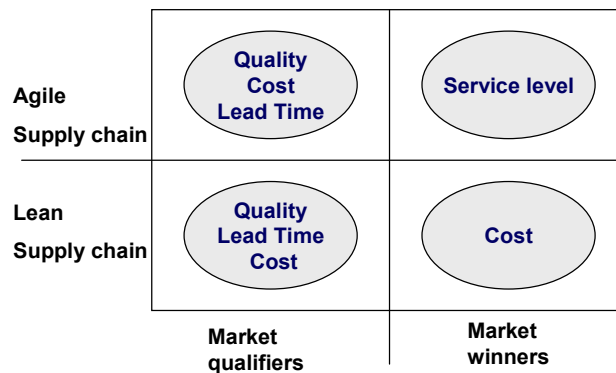 Agile
Supply chain
Quality
Cost
Lead Time
Service level
Lean
Supply chain
Quality
Lead Time
Cost
Cost
Market
qualifiers
Market
winners